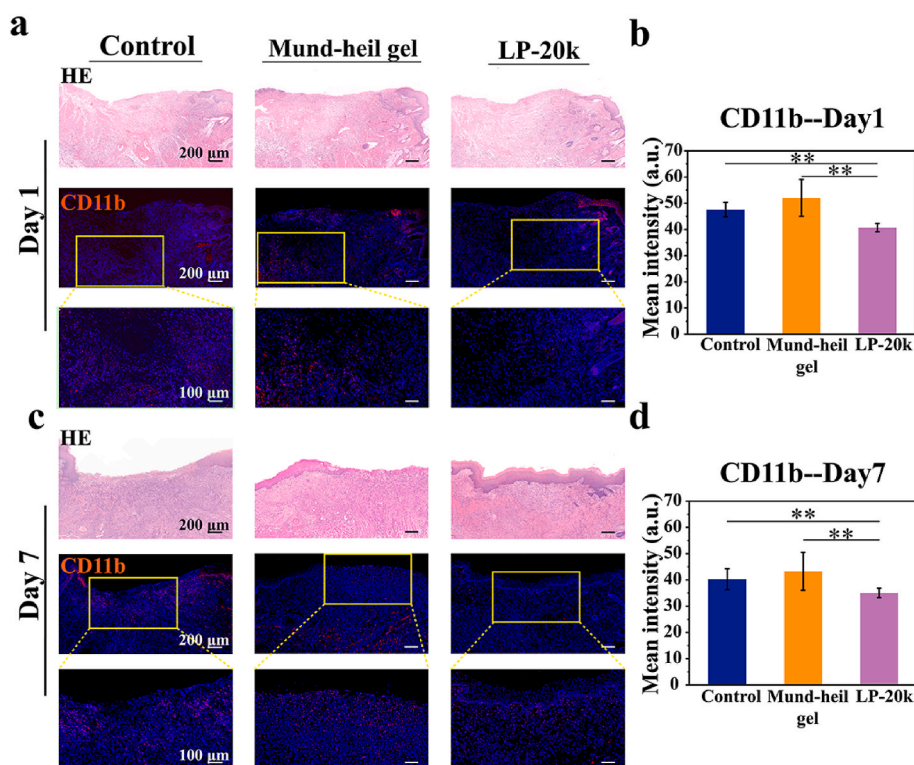 a
Control
Mund-heil gel
LP-20k
HE
200 μm
Day 1
CD11b
200 μm
100 μm
b
CD11b--Day1
Mean intensity (a.u.)
70
60
50
40
30
20
10
0
**
**
Control
Mund-heil gel
LP-20k
c
HE
200 μm
Day 7
CD11b
200 μm
100 μm
d
CD11b--Day7
Mean intensity (a.u.)
70
60
50
40
30
20
10
0
**
**
Control
Mund-heil gel
LP-20k